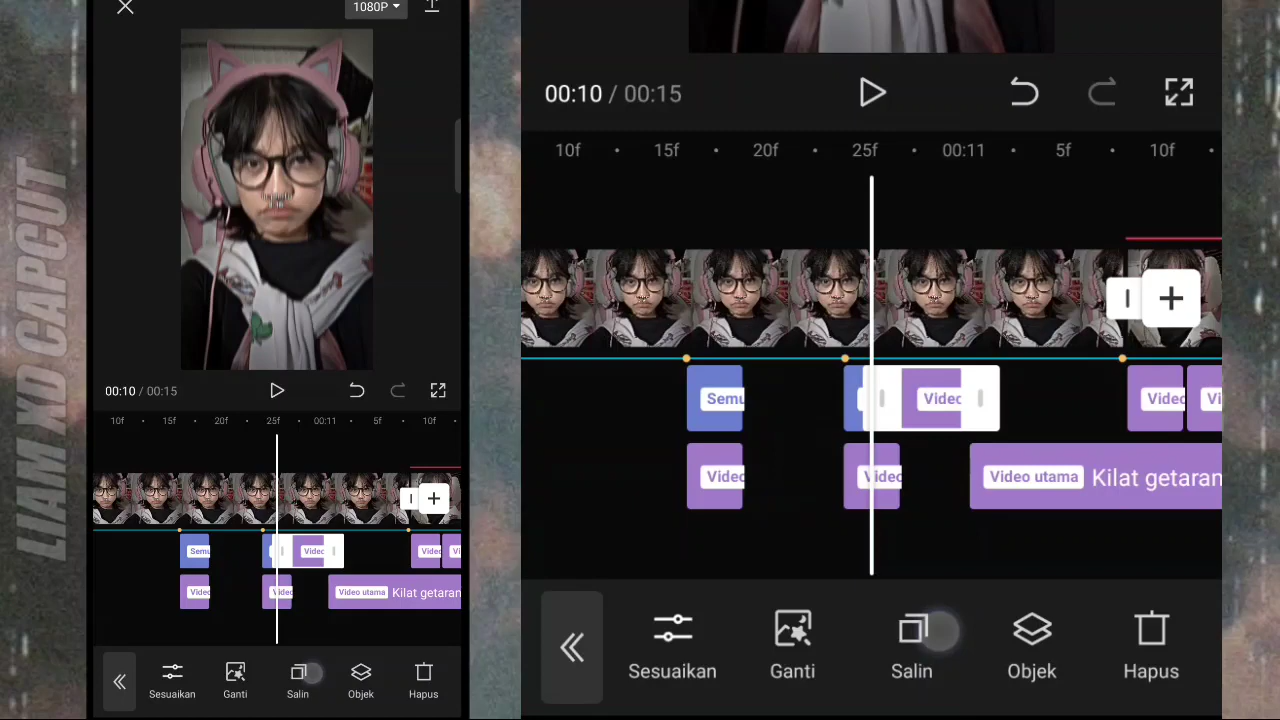 LIAM XD CAPCUT
1080P
00:10 / 00:15
10f 15f 20f 25f 00:11 5f 10f
Semu
Video
Video
Vi
Video
Video
Video utama Kilat getaran
Sesuaikan Ganti Salin Objek Hapus
00:10 / 00:15
10f 15f 20f 25f 00:11 5f 10f
Semu
Video
Video
Vi
Video
Video
Video utama Kilat getaran
Sesuaikan Ganti Salin Objek Hapus